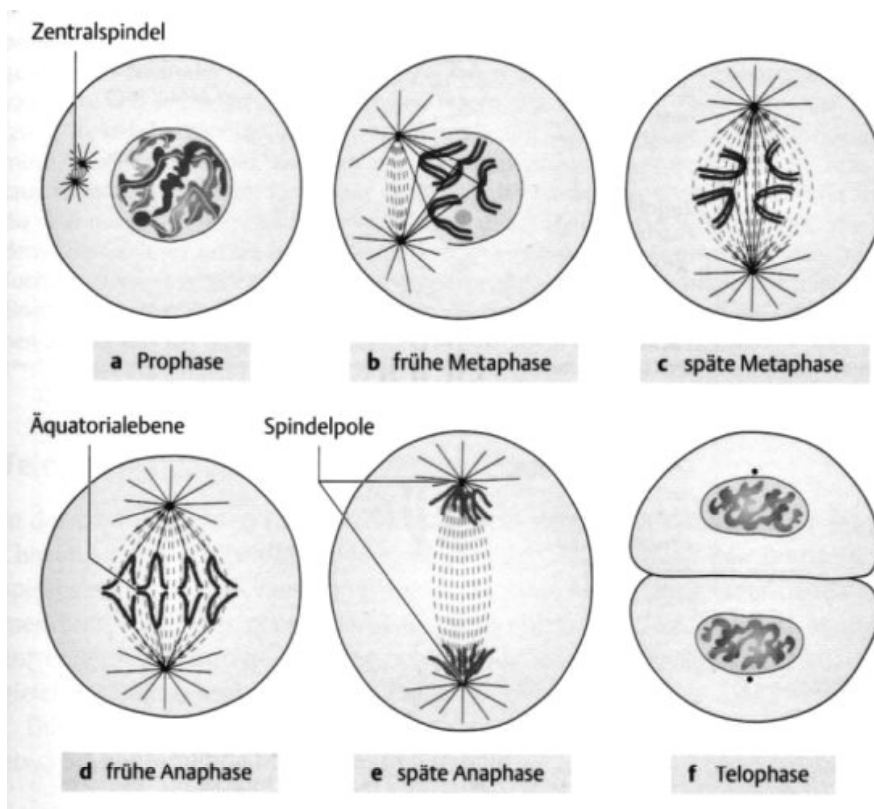 Zentralspindel
a Prophase
b frühe Metaphase
c späte Metaphase
Äquatorialebene
Spindelpole
d frühe Anaphase
e späte Anaphase
f Telophase